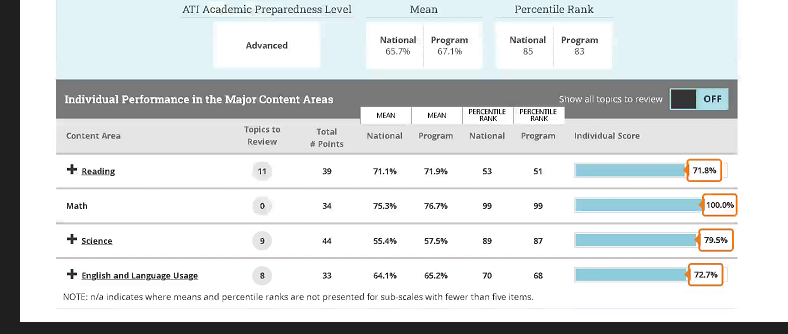 ATI Academic Preparedness Level Mean Percentile Rank
Advanced
National Program National Program
65.7% 67.1% 85 83
Individual Performance in the Major Content Areas Show all topics to review OFF
MEAN MEAN PERCENTILE RANK PERCENTILE RANK
Content Area Topics to Review Total # Points National Program National Program Individual Score
+ Reading 11 39 71.1% 71.9% 53 51 71.8%
Math 0 34 75.3% 76.7% 99 99 100.0%
+ Science 9 44 55.4% 57.5% 89 87 79.5%
+ English and Language Usage 8 33 64.1% 65.2% 70 68 72.7%
NOTE: n/a indicates where means and percentile ranks are not presented for sub-scales with fewer than five items.